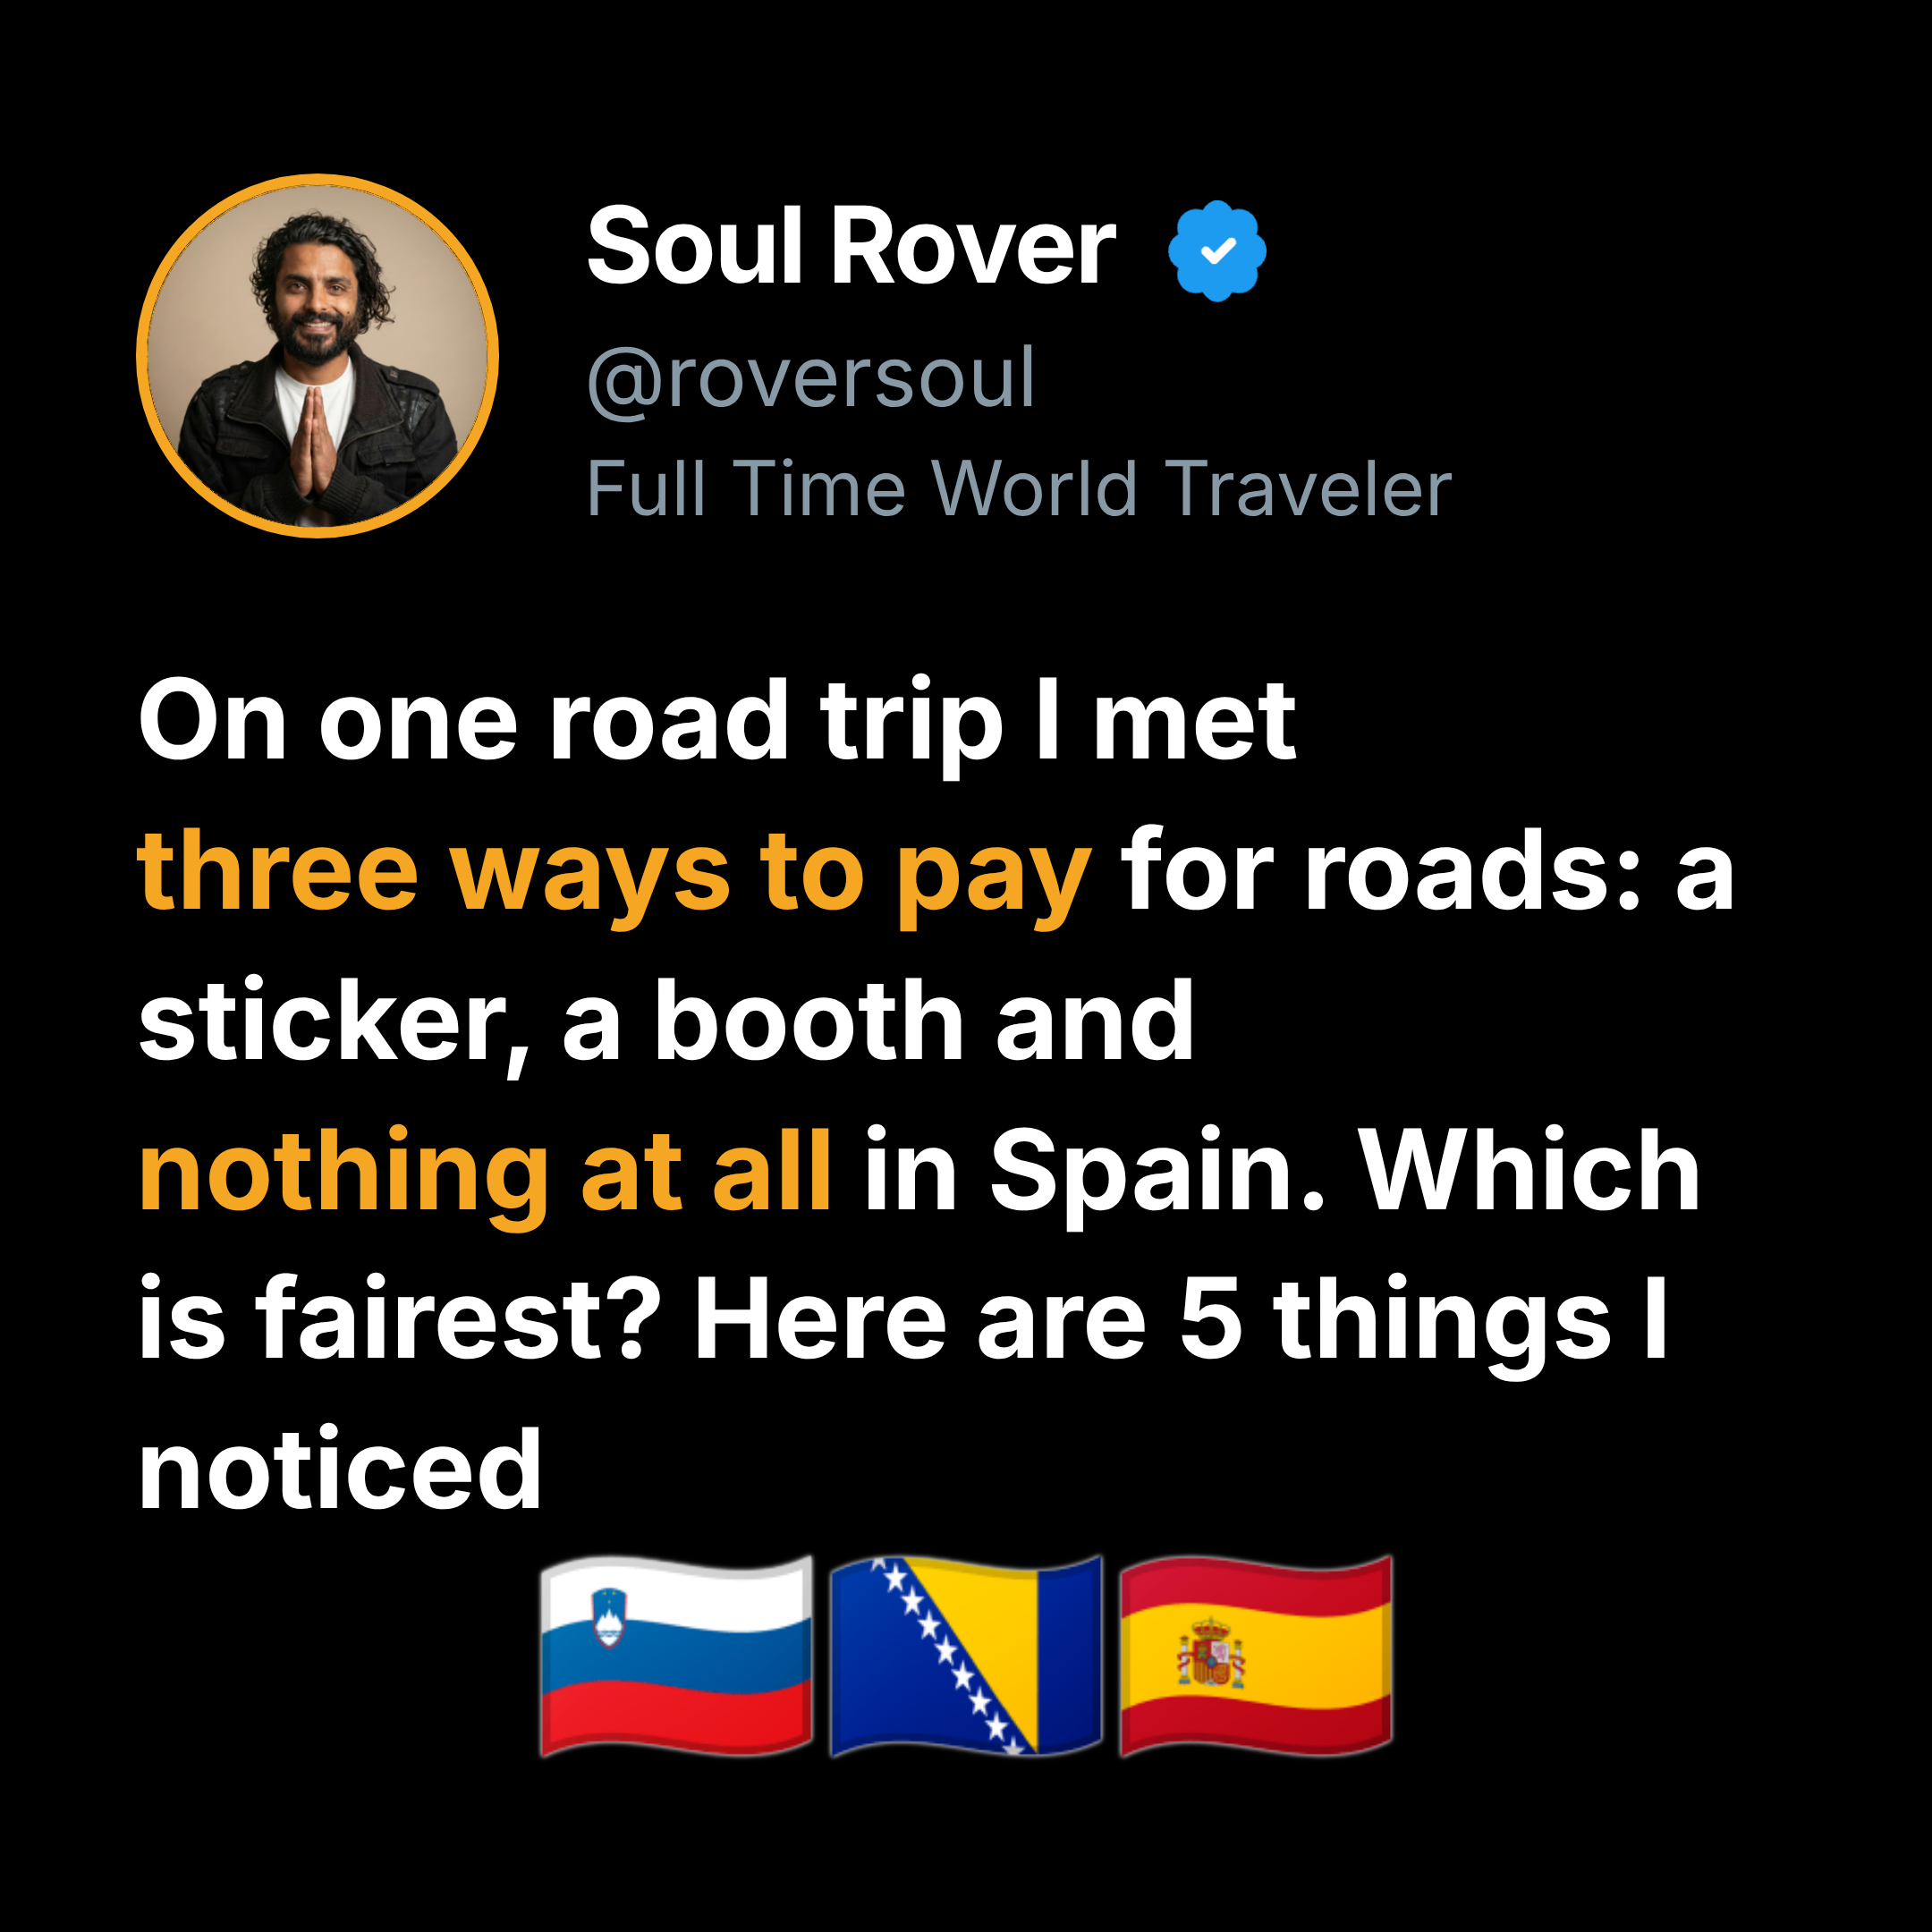 Soul Rover
@roversoul
Full Time World Traveler
On one road trip I met
three ways to pay for roads: a
sticker, a booth and
nothing at all in Spain. Which
is fairest? Here are 5 things I
noticed